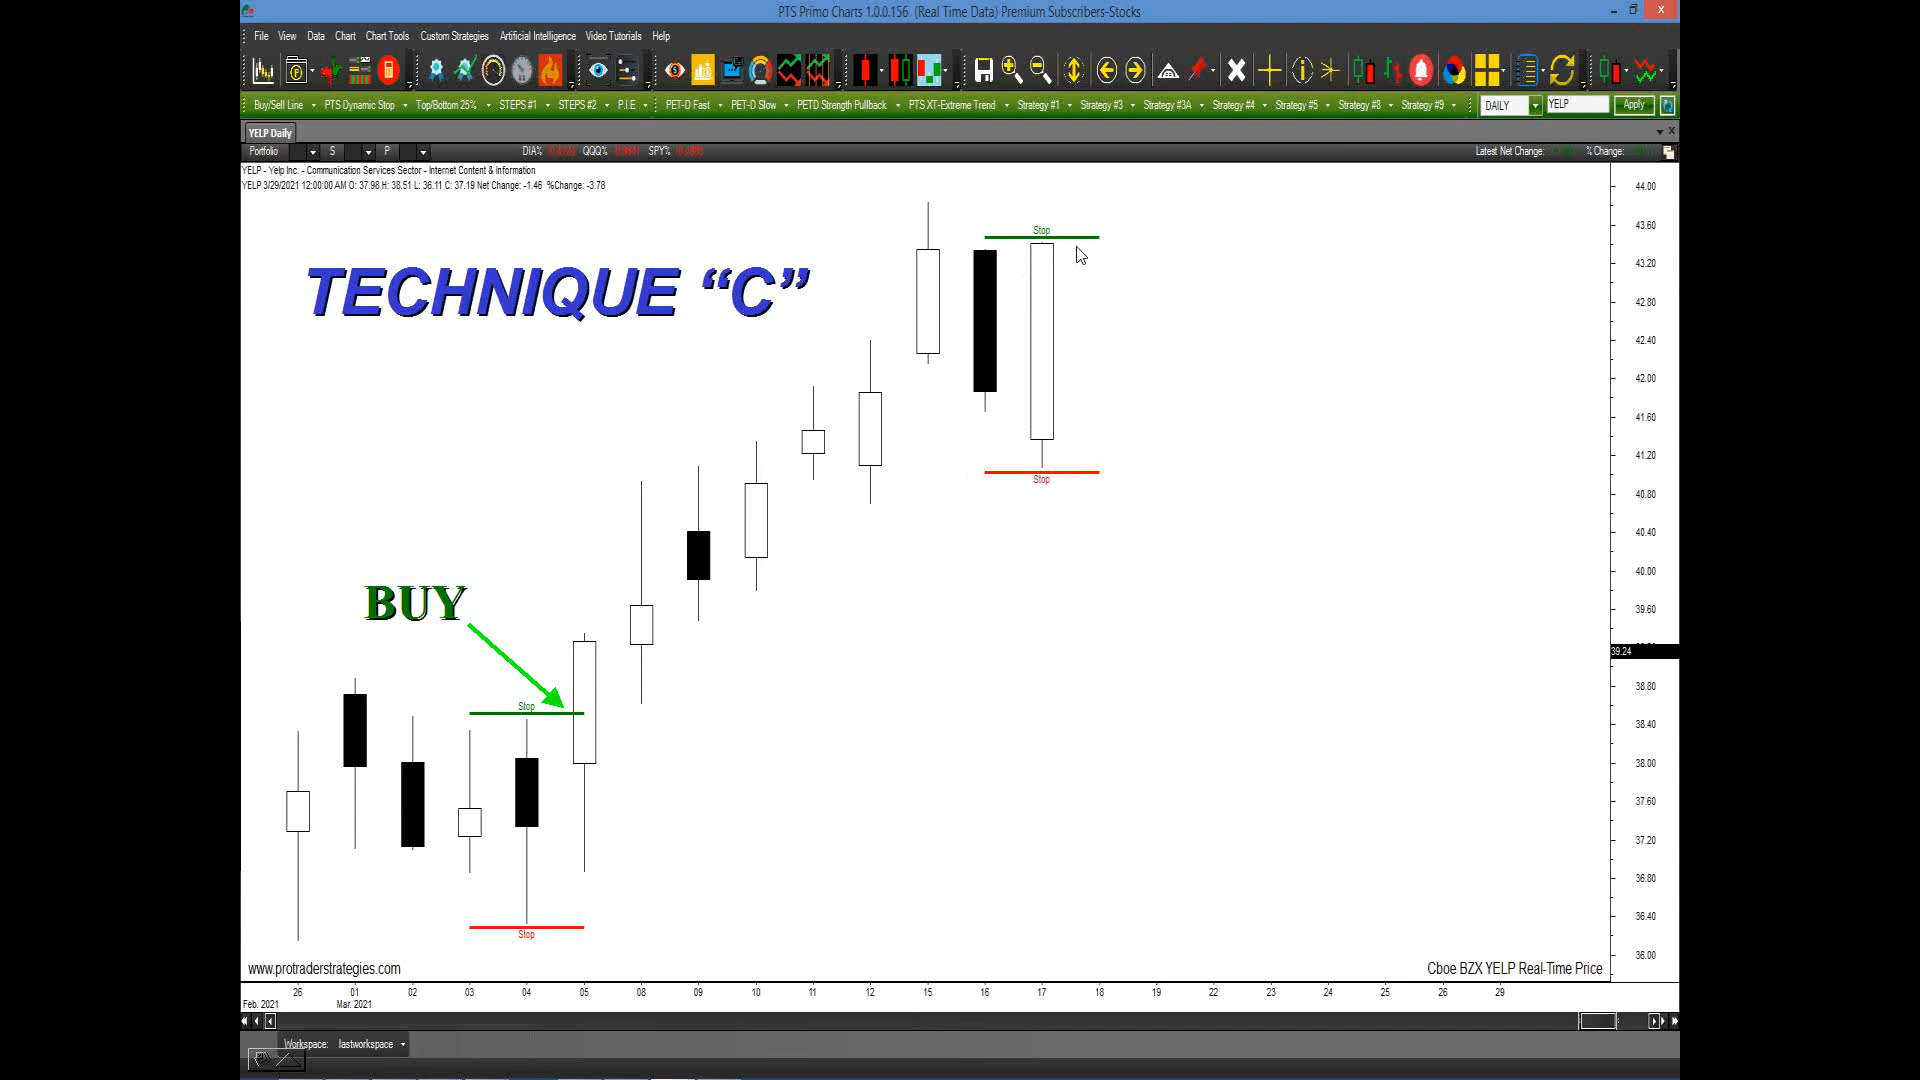 PTS Primo Charts 1.0.0.156 (Real Time Data) Premium Subscribers-Stocks
File View Data Chart Chart Tools Custom Strategies Artificial Intelligence Video Tutorials Help
Buy/Sell Line PTS Dynamic Stop Top/Bottom 25% STEPS #1 STEPS #2 P.I.E. PET-D Fast PET-D Slow PETD Strength Pullback PTS XT-Extreme Trend Strategy #1 Strategy #3 Strategy #3A Strategy #4 Strategy #5 Strategy #8 Strategy #9 DAILY YELP Apply
YELP Daily
Portfolio S P DIA% QQQ% SPY% Latest Net Change: % Change:
YELP - Yelp Inc. - Communication Services Sector - Internet Content & Information
YELP 3/29/2021 12:00:00 AM O: 37.98 H: 38.51 L: 36.11 C: 37.19 Net Change: -1.46 %Change: -3.78
44.00
Stop
43.60
43.20
TECHNIQUE “C”
42.80
42.40
42.00
41.60
41.20
Stop
40.80
40.40
40.00
BUY
39.60
39.24
38.80
Stop
38.40
38.00
37.60
37.20
36.80
36.40
Stop
36.00
www.protraderstrategies.com
Cboe BZX YELP Real-Time Price
26 01 02 03 04 05 08 09 10 11 12 15 16 17 18 19 22 23 24 25 26 29
Feb. 2021 Mar. 2021
Workspace: lastworkspace